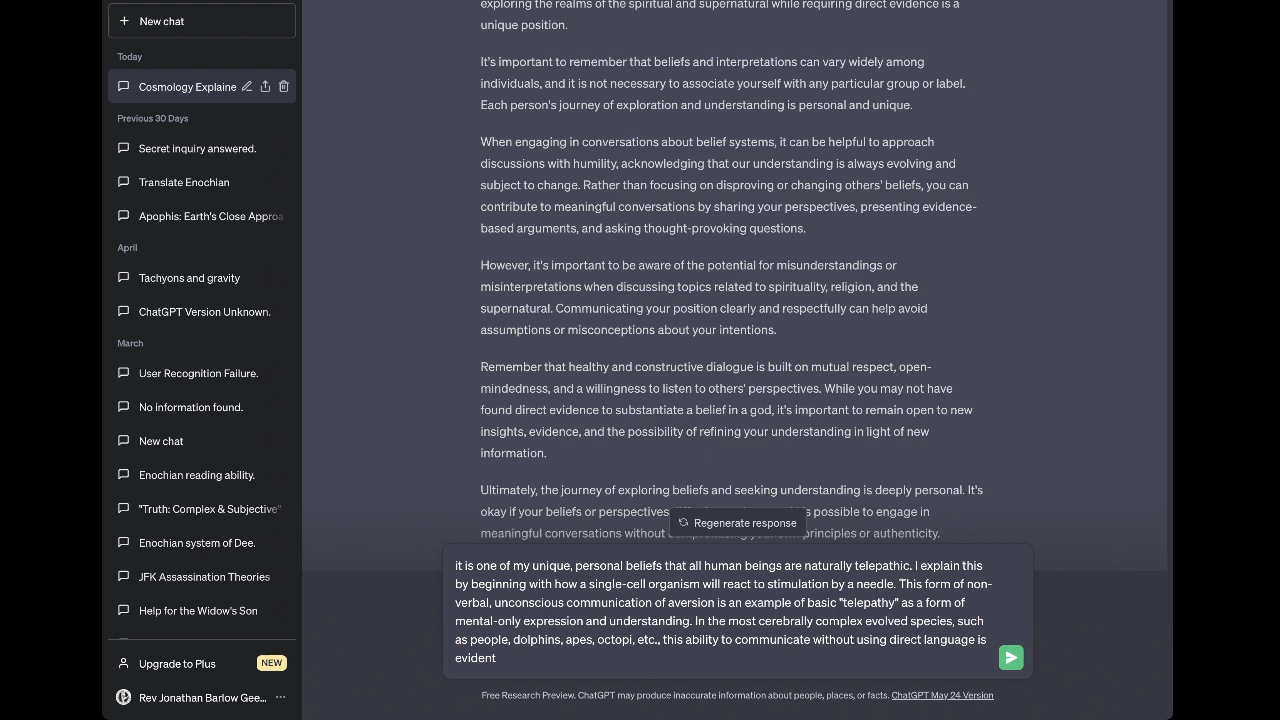 New chat
Today
Cosmology Explaine
Previous 30 Days
Secret inquiry answered.
Translate Enochian
Apophis: Earth's Close Approa
April
Tachyons and gravity
ChatGPT Version Unknown.
March
User Recognition Failure.
No information found.
New chat
Enochian reading ability.
"Truth: Complex & Subjective"
Enochian system of Dee.
JFK Assassination Theories
Help for the Widow's Son
Upgrade to Plus
NEW
Rev Jonathan Barlow Gee...
exploring the realms of the spiritual and supernatural while requiring direct evidence is a
unique position.
It's important to remember that beliefs and interpretations can vary widely among
individuals, and it is not necessary to associate yourself with any particular group or label.
Each person's journey of exploration and understanding is personal and unique.
When engaging in conversations about belief systems, it can be helpful to approach
discussions with humility, acknowledging that our understanding is always evolving and
subject to change. Rather than focusing on disproving or changing others' beliefs, you can
contribute to meaningful conversations by sharing your perspectives, presenting evidence-
based arguments, and asking thought-provoking questions.
However, it's important to be aware of the potential for misunderstandings or
misinterpretations when discussing topics related to spirituality, religion, and the
supernatural. Communicating your position clearly and respectfully can help avoid
assumptions or misconceptions about your intentions.
Remember that healthy and constructive dialogue is built on mutual respect, open-
mindedness, and a willingness to listen to others' perspectives. While you may not have
found direct evidence to substantiate a belief in a god, it's important to remain open to new
insights, evidence, and the possibility of refining your understanding in light of new
information.
Ultimately, the journey of exploring beliefs and seeking understanding is deeply personal. It's
okay if your beliefs or perspectives possible to engage in
Regenerate response
meaningful conversations without principles or authenticity.
it is one of my unique, personal beliefs that all human beings are naturally telepathic. I explain this
by beginning with how a single-cell organism will react to stimulation by a needle. This form of non-
verbal, unconscious communication of aversion is an example of basic "telepathy" as a form of
mental-only expression and understanding. In the most cerebrally complex evolved species, such
as people, dolphins, apes, octopi, etc., this ability to communicate without using direct language is
evident
Free Research Preview. ChatGPT may produce inaccurate information about people, places, or facts. ChatGPT May 24 Version